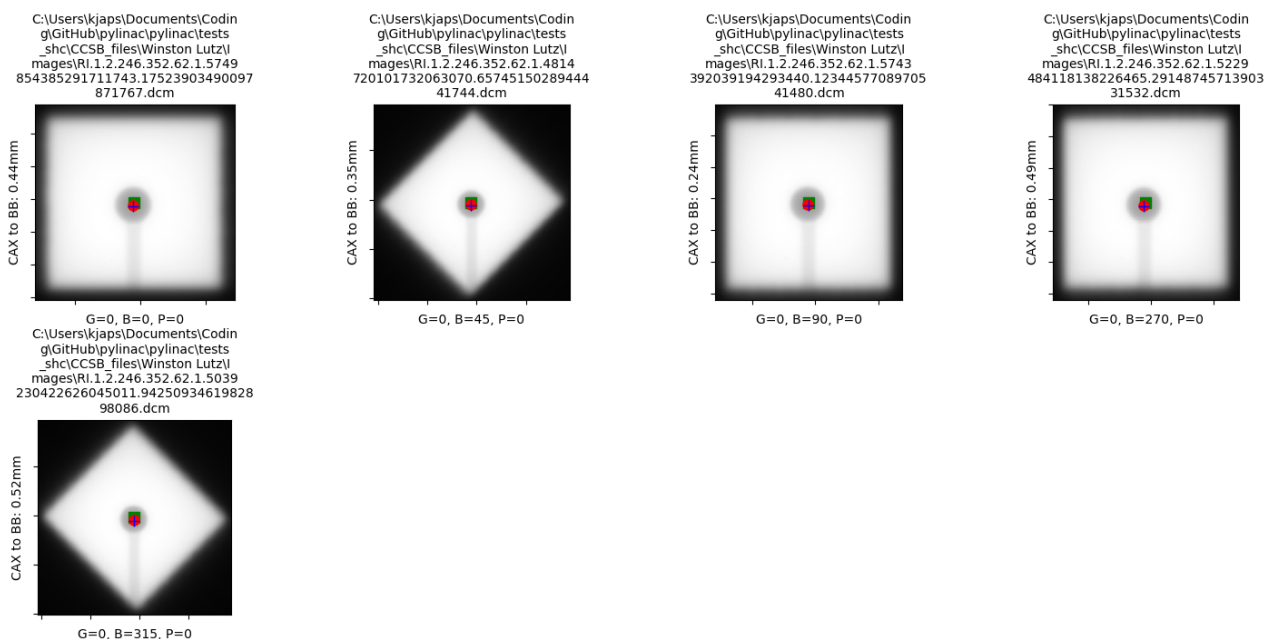 C:\Users\kjaps\Documents\Codin
g\GitHub\pylinac\pylinac\tests
_shc\CCSB_files\Winston Lutz\I
mages\RI.1.2.246.352.62.1.5749
854385291711743.17523903490097
871767.dcm
CAX to BB: 0.44mm
G=0, B=0, P=0
C:\Users\kjaps\Documents\Codin
g\GitHub\pylinac\pylinac\tests
_shc\CCSB_files\Winston Lutz\I
mages\RI.1.2.246.352.62.1.4814
720101732063070.65745150289444
41744.dcm
CAX to BB: 0.35mm
G=0, B=45, P=0
C:\Users\kjaps\Documents\Codin
g\GitHub\pylinac\pylinac\tests
_shc\CCSB_files\Winston Lutz\I
mages\RI.1.2.246.352.62.1.5743
392039194293440.12344577089705
41480.dcm
CAX to BB: 0.24mm
G=0, B=90, P=0
C:\Users\kjaps\Documents\Codin
g\GitHub\pylinac\pylinac\tests
_shc\CCSB_files\Winston Lutz\I
mages\RI.1.2.246.352.62.1.5229
484118138226465.29148745713903
31532.dcm
CAX to BB: 0.49mm
G=0, B=270, P=0
C:\Users\kjaps\Documents\Codin
g\GitHub\pylinac\pylinac\tests
_shc\CCSB_files\Winston Lutz\I
mages\RI.1.2.246.352.62.1.5039
230422626045011.94250934619828
98086.dcm
CAX to BB: 0.52mm
G=0, B=315, P=0